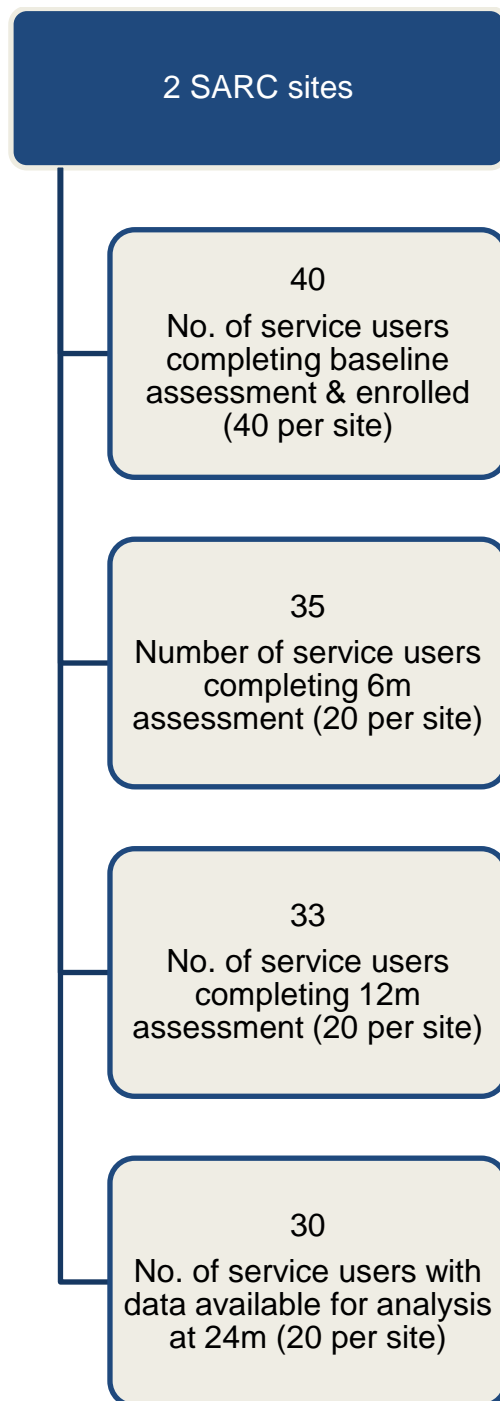 2 SARC sites
40
No. of service users
completing baseline
assessment & enrolled
(40 per site)
35
Number of service users
completing 6m
assessment (20 per site)
33
No. of service users
completing 12m
assessment (20 per site)
30
No. of service users with
data available for analysis
at 24m (20 per site)